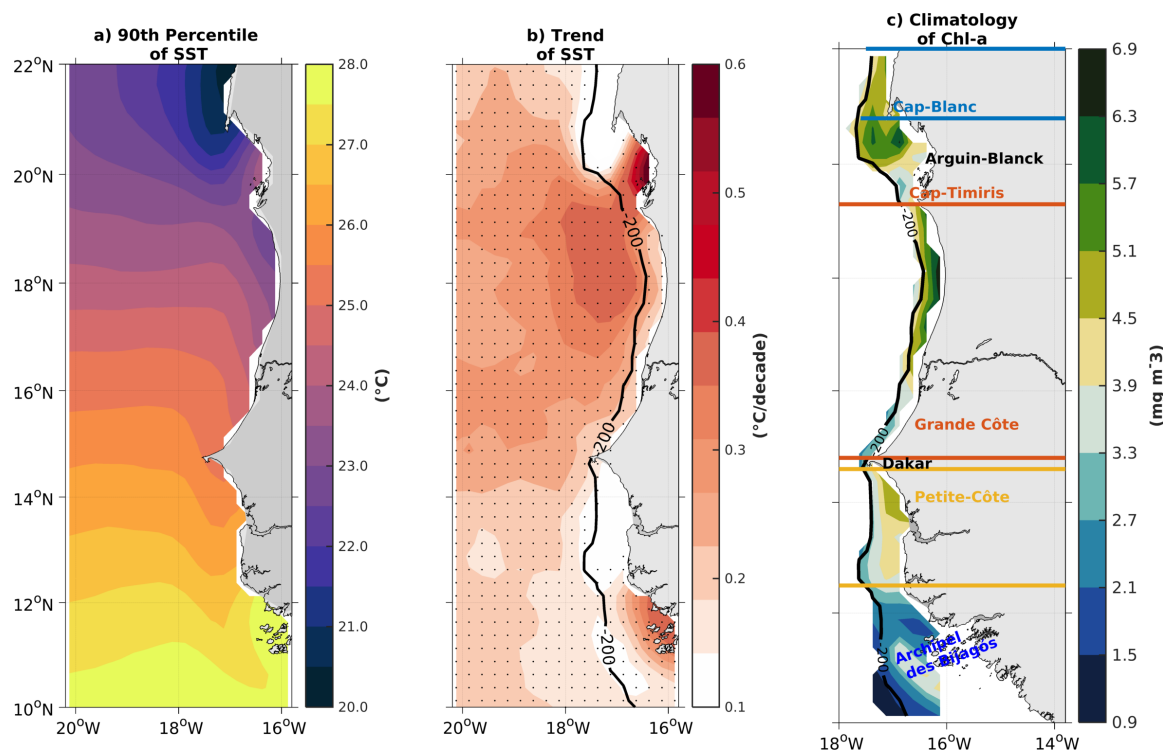 a) 90th Percentile
of SST
22°N
20°N
18°N
16°N
14°N
12°N
10°N
20°W
18°W
16°W
28.0
27.0
26.0
25.0
24.0
23.0
22.0
21.0
20.0
(°C)
b) Trend
of SST
-200
-200
-200
20°W
18°W
16°W
0.6
0.5
0.4
0.3
0.2
0.1
(°C/decade)
c) Climatology
of Chl-a
Cap-Blanc
Arguin-Blanck
Cap-Timiris
-200
Grande Côte
-200
Dakar
Petite-Côte
Archipel
des Bijagos
-200
18°W
16°W
14°W
6.9
6.3
5.7
5.1
4.5
3.9
3.3
2.7
2.1
1.5
0.9
(mg m-3)